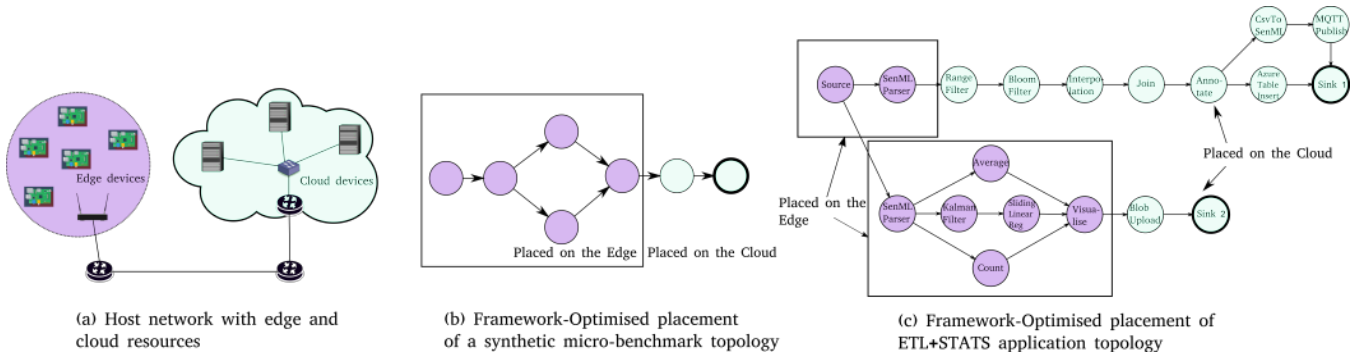 Edge devices
Cloud devices
(a) Host network with edge and
cloud resources
Placed on the Edge
Placed on the Cloud
(b) Framework-Optimised placement
of a synthetic micro-benchmark topology
Source
SenML
Parser
Range
Filter
Bloom
Filter
Interpo-
lation
Join
Anno-
tate
CsvTo
SenML
MQTT
Publish
Azure
Table
Insert
Sink 1
Placed on the Cloud
Placed on the
Edge
SenML
Parser
Average
Kalman
Filter
Sliding
Linear
Reg
Count
Visua-
lise
Blob
Upload
Sink 2
(c) Framework-Optimised placement of
ETL+STATS application topology